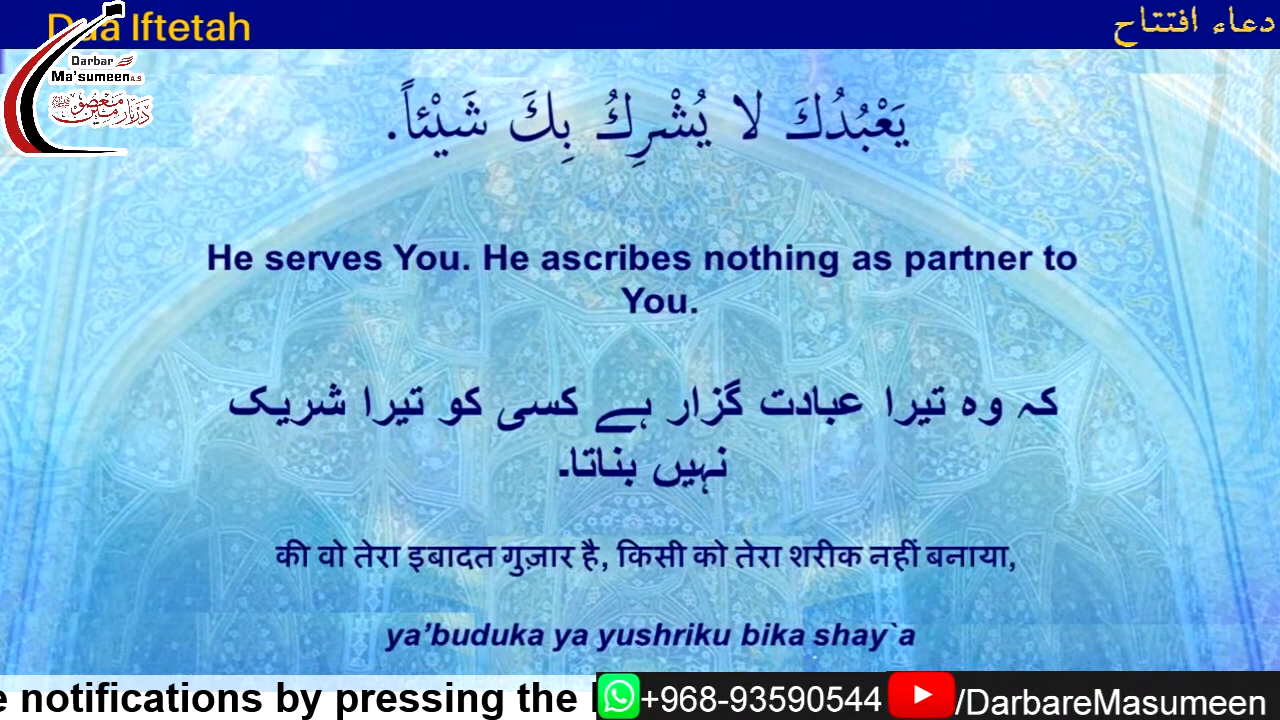 Dua Iftetah
دعاء افتتاح
Darbar
Ma'sumeen A.S
دربار معصومین
يَعْبُدُكَ لا يُشْرِكُ بِكَ شَيْئاً.
He serves You. He ascribes nothing as partner to
You.
کہ وہ تیرا عبادت گزار ہے کسی کو تیرا شریک
نہیں بناتا۔
की वो तेरा इबादत गुज़ार है, किसी को तेरा शरीक नहीं बनाया,
ya’buduka ya yushriku bika shay`a
e notifications by pressing the
+968-93590544
/DarbareMasumeen